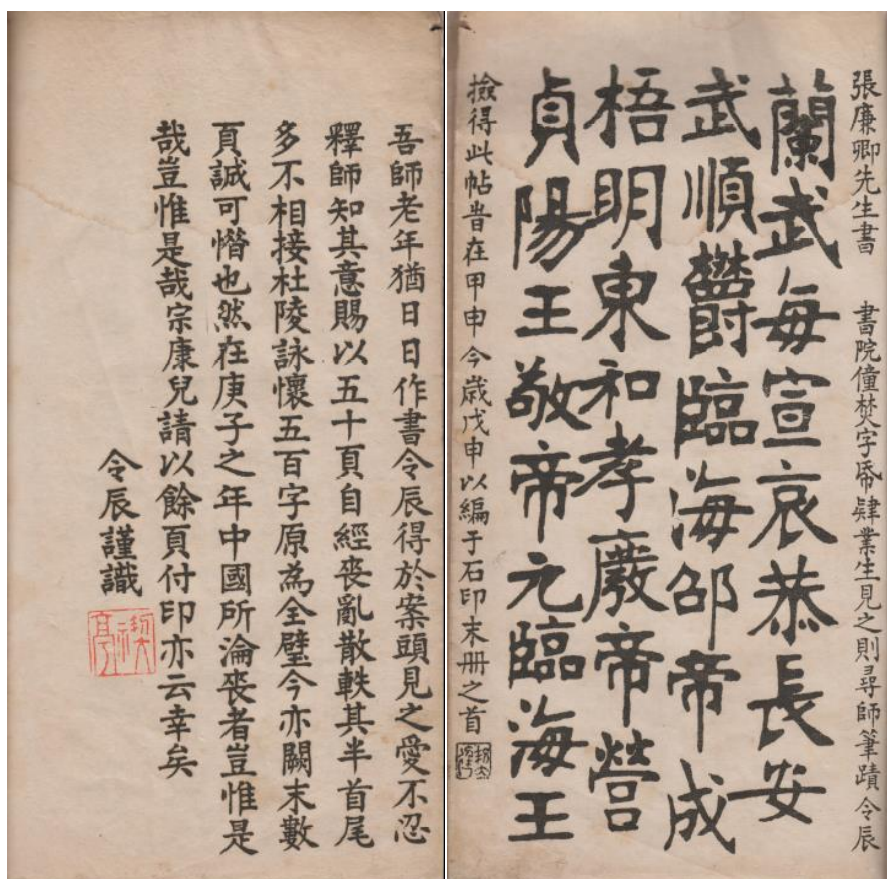 張廉卿先生書　書院僮焚字帋肄業生見之則尋師筆蹟令辰
蘭武每宣哀恭長安
武順欝臨海邵帝成
梧明東和孝廢帝營
貞陽王敬帝元臨海王
撿得此帖昔在甲申今歲戊申以編于石印末冊之首
吾師老年猶日日作書令辰得於案頭見之愛不忍
釋師知其意賜以五十頁自經喪亂散軼其半首尾
多不相接杜陵詠懷五百字原為全璧今亦闕末數
頁誠可憯也然在庚子之年中國所淪喪者豈惟是
哉豈惟是哉宗康兒請以餘頁付印亦云幸矣
令辰謹識